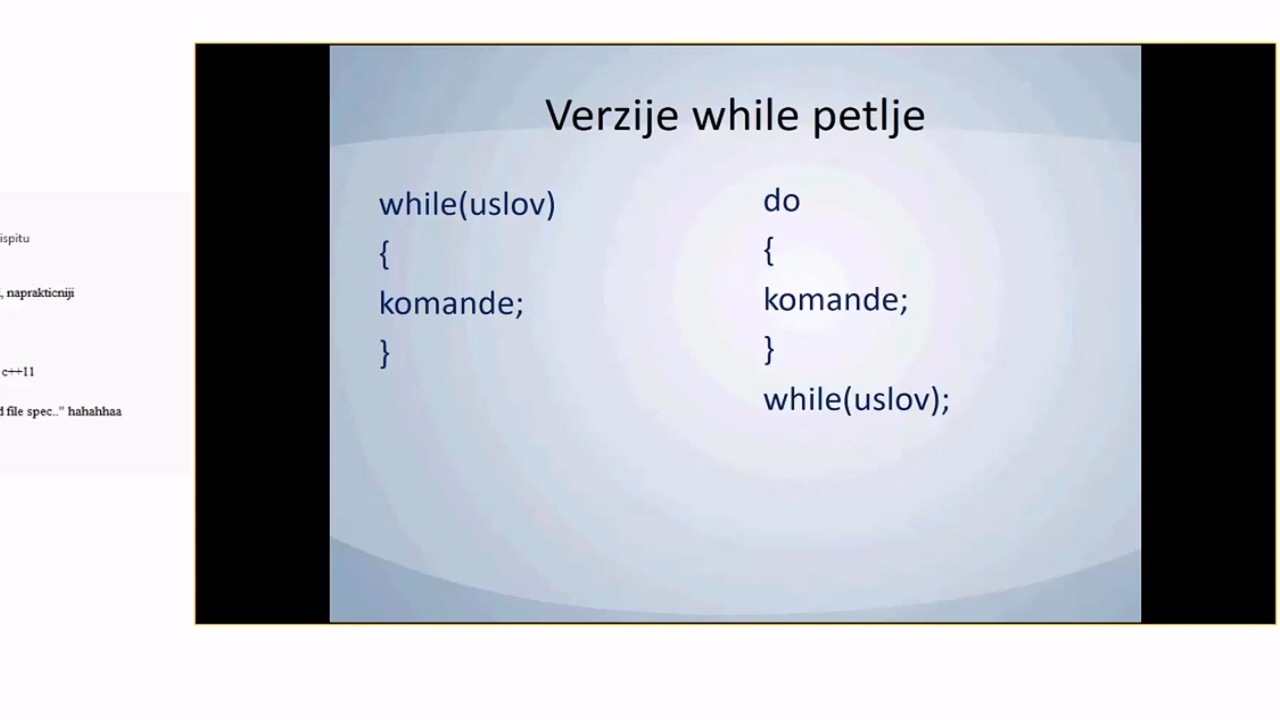 ispitu
, naprakticniji
c++11
file spec.." hahahhaa
Verzije while petlje
while(uslov)
{
komande;
}
do
{
komande;
}
while(uslov);